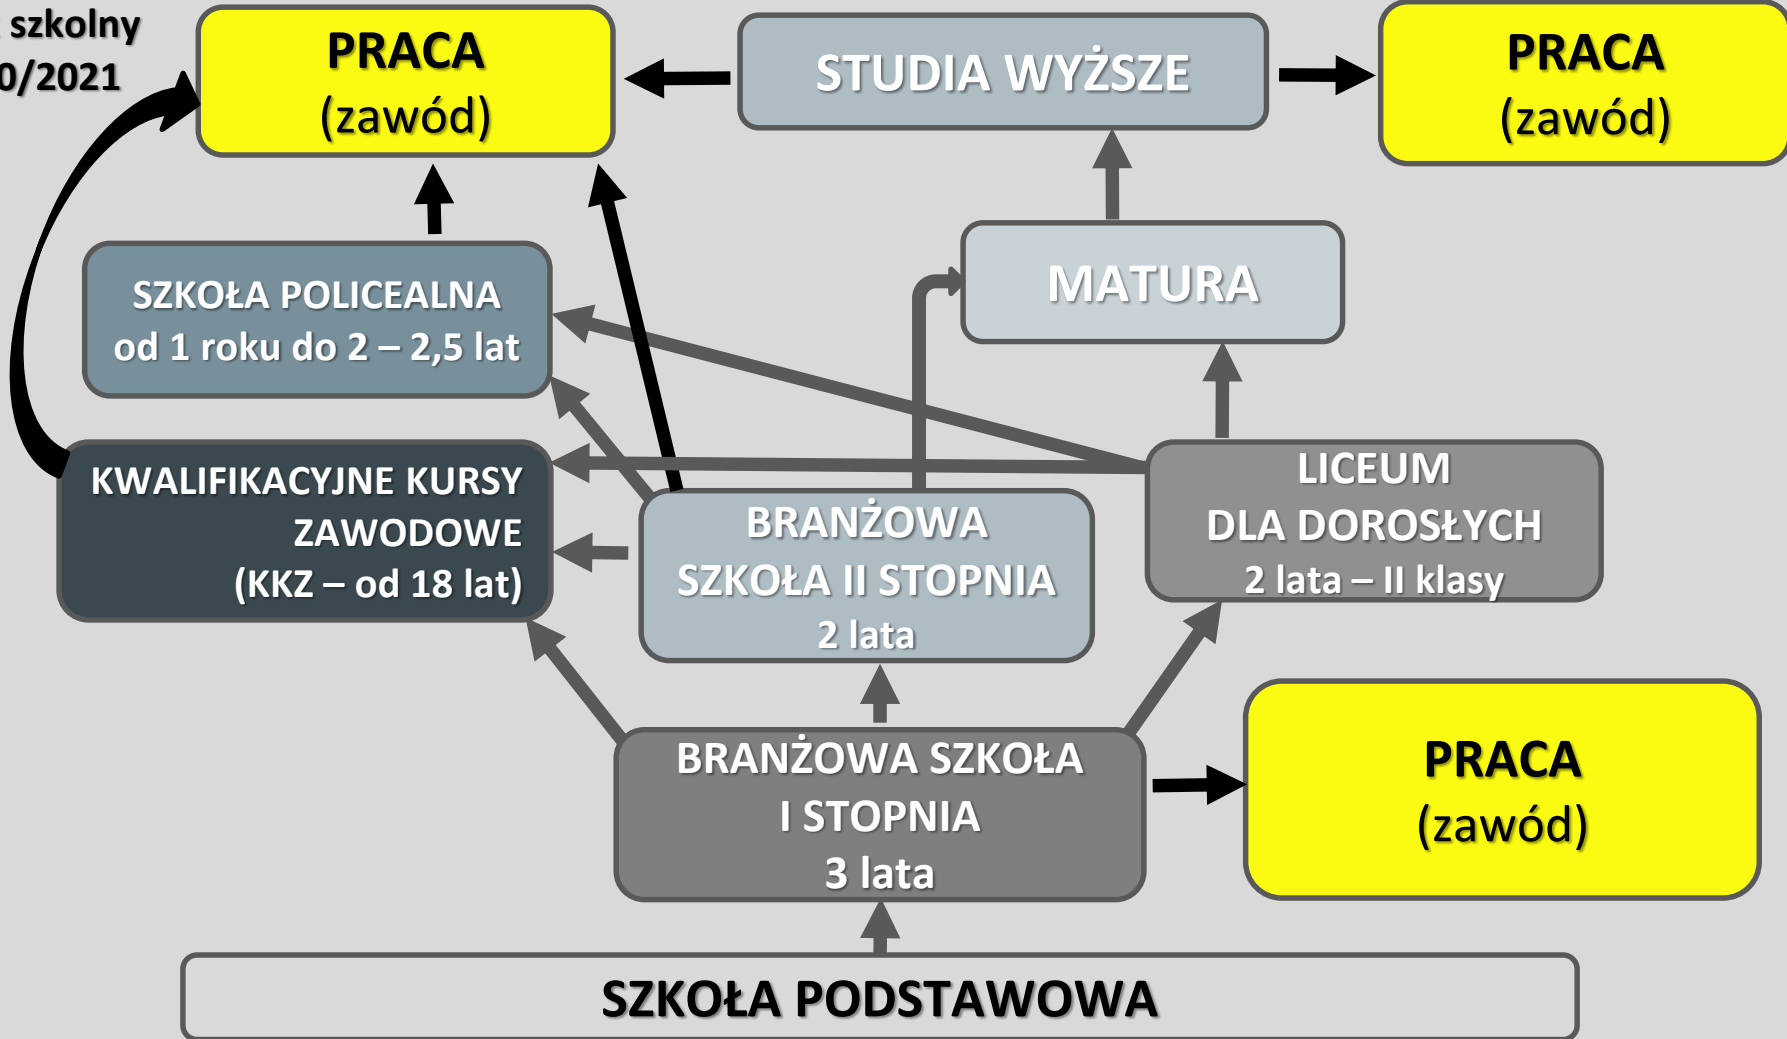 szkolny
0/2021
PRACA
(zawód)
STUDIA WYŻSZE
PRACA
(zawód)
SZKOŁA POLICEALNA
od 1 roku do 2 – 2,5 lat
MATURA
KWALIFIKACYJNE KURSY
ZAWODOWE
(KKZ – od 18 lat)
BRANŻOWA
SZKOŁA II STOPNIA
2 lata
LICEUM
DLA DOROSŁYCH
2 lata – II klasy
BRANŻOWA SZKOŁA
I STOPNIA
3 lata
PRACA
(zawód)
SZKOŁA PODSTAWOWA